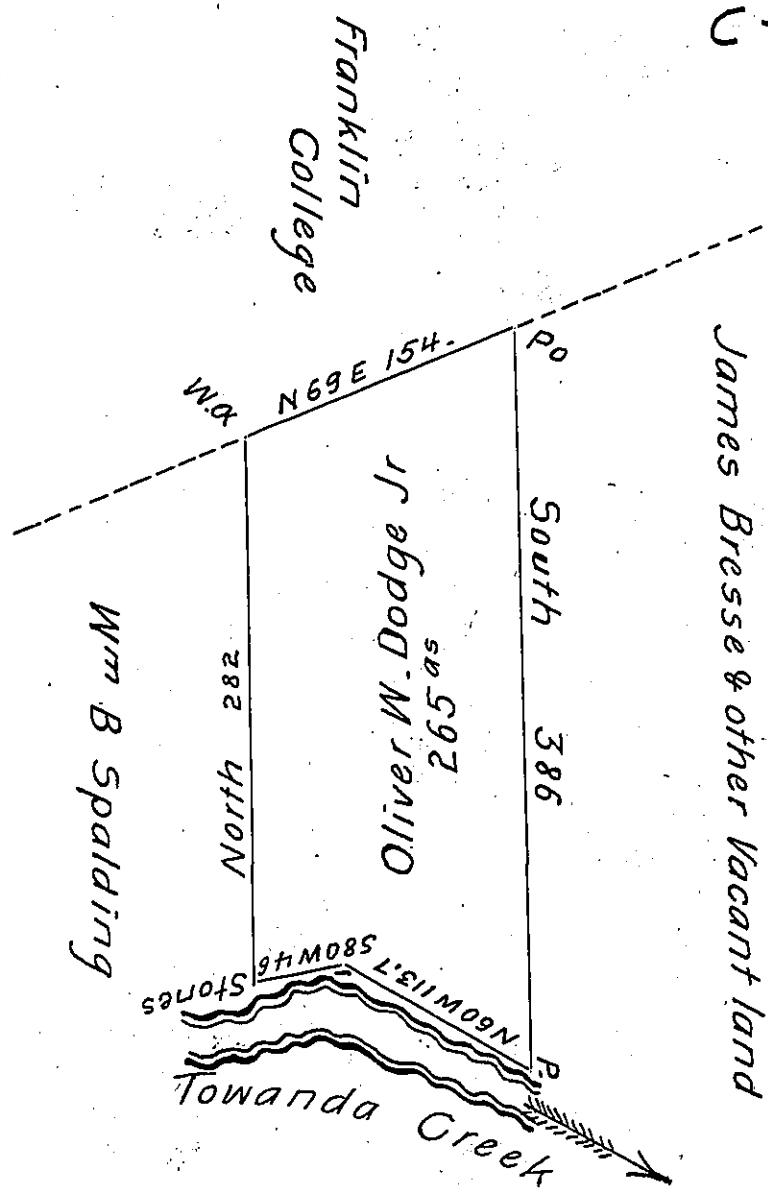 Franklin
College
James Bresse & other Vacant land
Po
N 69 E 154.
W.a
South 386
Oliver W. Dodge Jr
265 as
North 282
Wm B Spalding
Stones
S80W46
N60W113.7
P.
Towanda Creek